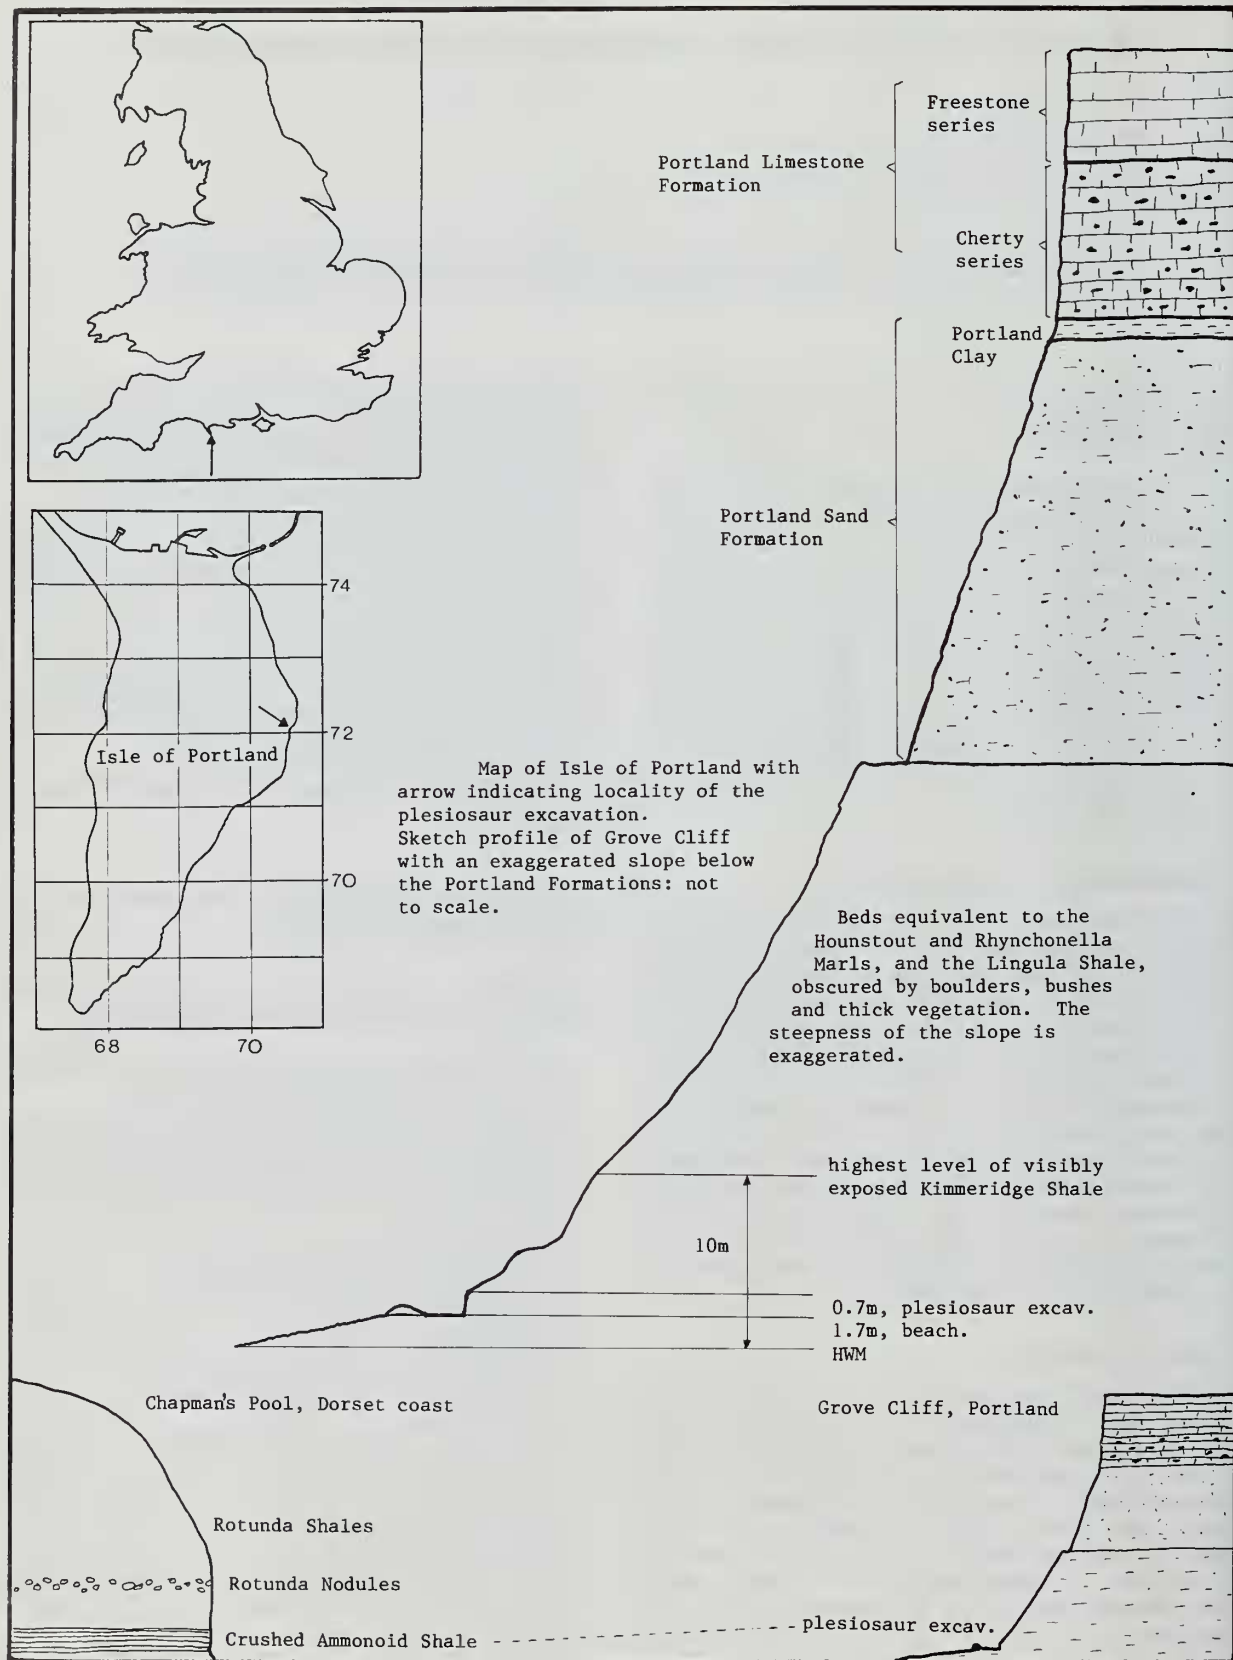 Freestone
series
Portland Limestone
Formation
Cherty
series
Portland
Clay
Portland Sand
Formation
74
72
Isle of Portland
70
68
70
Map of Isle of Portland with
arrow indicating locality of the
plesiosaur excavation.
Sketch profile of Grove Cliff
with an exaggerated slope below
the Portland Formations: not
to scale.
Beds equivalent to the
Hounstout and Rhynchonella
Marls, and the Lingula Shale,
obscured by boulders, bushes
and thick vegetation. The
steepness of the slope is
exaggerated.
highest level of visibly
exposed Kimmeridge Shale
10m
0.7m, plesiosaur excav.
1.7m, beach.
HWM
Chapman's Pool, Dorset coast
Grove Cliff, Portland
Rotunda Shales
Rotunda Nodules
Crushed Ammonoid Shale
plesiosaur excav.